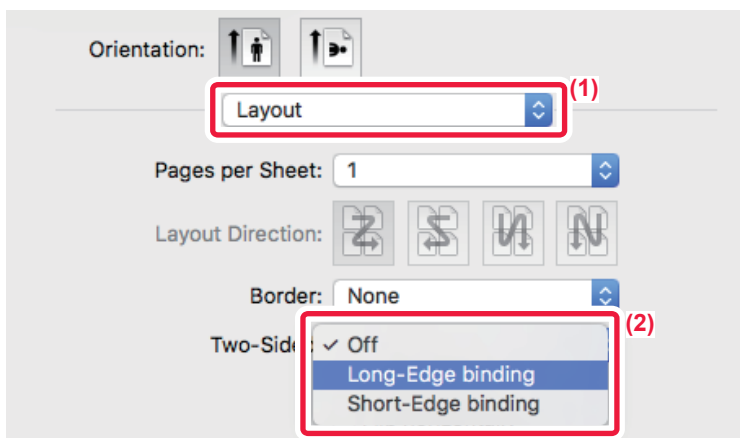 Orientation:
(1)
Layout
Pages per Sheet: 1
Layout Direction:
Border: None
(2)
Two-Side : ✓ Off
Long-Edge binding
Short-Edge binding